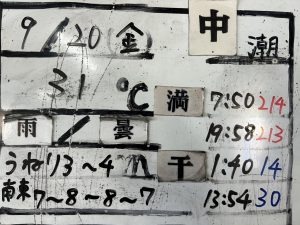 9/20(金) 中 潮
31℃ 満 7:50 214
19:58 213
雨/曇
うねり3~4m 干 1:40 14
南東7~8-8~7 13:54 30